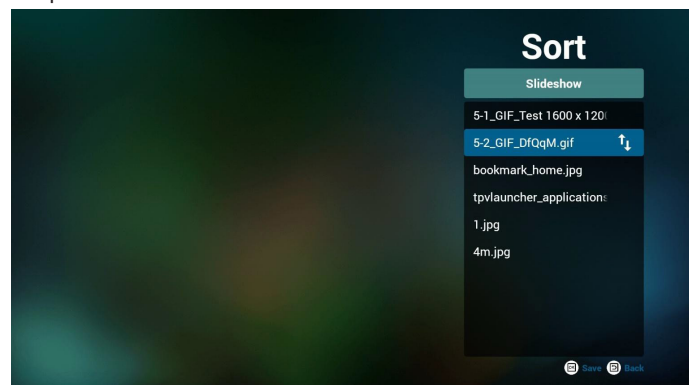 Sort
Slideshow
5-1_GIF_Test 1600 x 120
5-2_GIF_DfQqM.gif
bookmark_home.jpg
tpvlauncher_applications
1.jpg
4m.jpg
Save Back